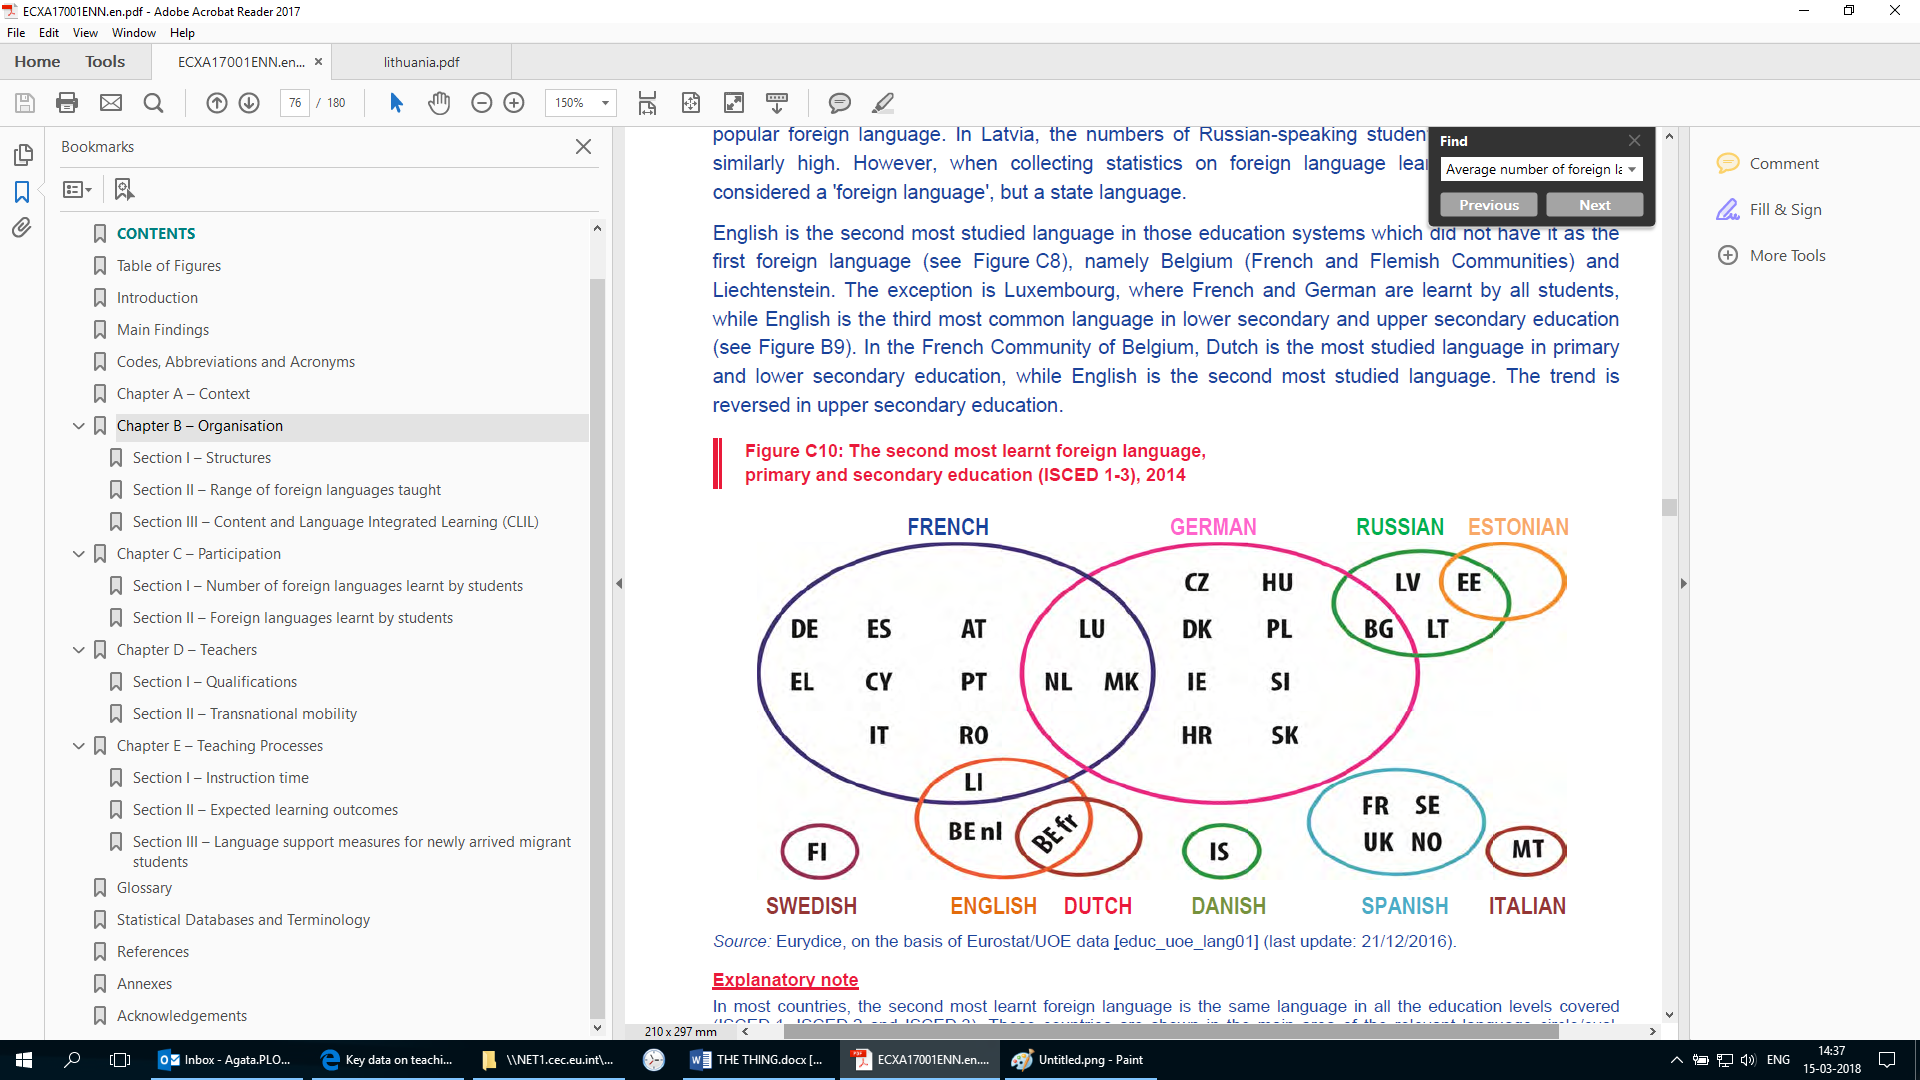 ECXA17001ENN.en.pdf - Adobe Acrobat Reader 2017
File Edit View Window Help
Home Tools ECXA17001ENN.en... × lithuania.pdf
76 / 180 150%
Bookmarks
CONTENTS
Table of Figures
Introduction
Main Findings
Codes, Abbreviations and Acronyms
Chapter A – Context
Chapter B – Organisation
Section I – Structures
Section II – Range of foreign languages taught
Section III – Content and Language Integrated Learning (CLIL)
Chapter C – Participation
Section I – Number of foreign languages learnt by students
Section II – Foreign languages learnt by students
Chapter D – Teachers
Section I – Qualifications
Section II – Transnational mobility
Chapter E – Teaching Processes
Section I – Instruction time
Section II – Expected learning outcomes
Section III – Language support measures for newly arrived migrant
students
Glossary
Statistical Databases and Terminology
References
Annexes
Acknowledgements
popular foreign language. In Latvia, the numbers of Russian-speaking studen
similarly high. However, when collecting statistics on foreign language lear
considered a 'foreign language', but a state language.
English is the second most studied language in those education systems which did not have it as the
first foreign language (see Figure C8), namely Belgium (French and Flemish Communities) and
Liechtenstein. The exception is Luxembourg, where French and German are learnt by all students,
while English is the third most common language in lower secondary and upper secondary education
(see Figure B9). In the French Community of Belgium, Dutch is the most studied language in primary
and lower secondary education, while English is the second most studied language. The trend is
reversed in upper secondary education.
Figure C10: The second most learnt foreign language,
primary and secondary education (ISCED 1-3), 2014
FRENCH GERMAN RUSSIAN ESTONIAN
CZ HU LV EE
DE ES AT LU DK PL BG LT
EL CY PT NL MK IE SI
IT RO HR SK
LI
FR SE
BE nl BE fr
UK NO
FI IS MT
SWEDISH ENGLISH DUTCH DANISH SPANISH ITALIAN
Source: Eurydice, on the basis of Eurostat/UOE data [educ_uoe_lang01] (last update: 21/12/2016).
Explanatory note
In most countries, the second most learnt foreign language is the same language in all the education levels covered
210 x 297 mm
Find
Average number of foreign la
Previous Next
Comment
Fill & Sign
More Tools
Inbox - Agata.PLO... Key data on teachi... \\NET1.cec.eu.int\... THE THING.docx [... ECXA17001ENN.en.... Untitled.png - Paint ENG 14:37
15-03-2018